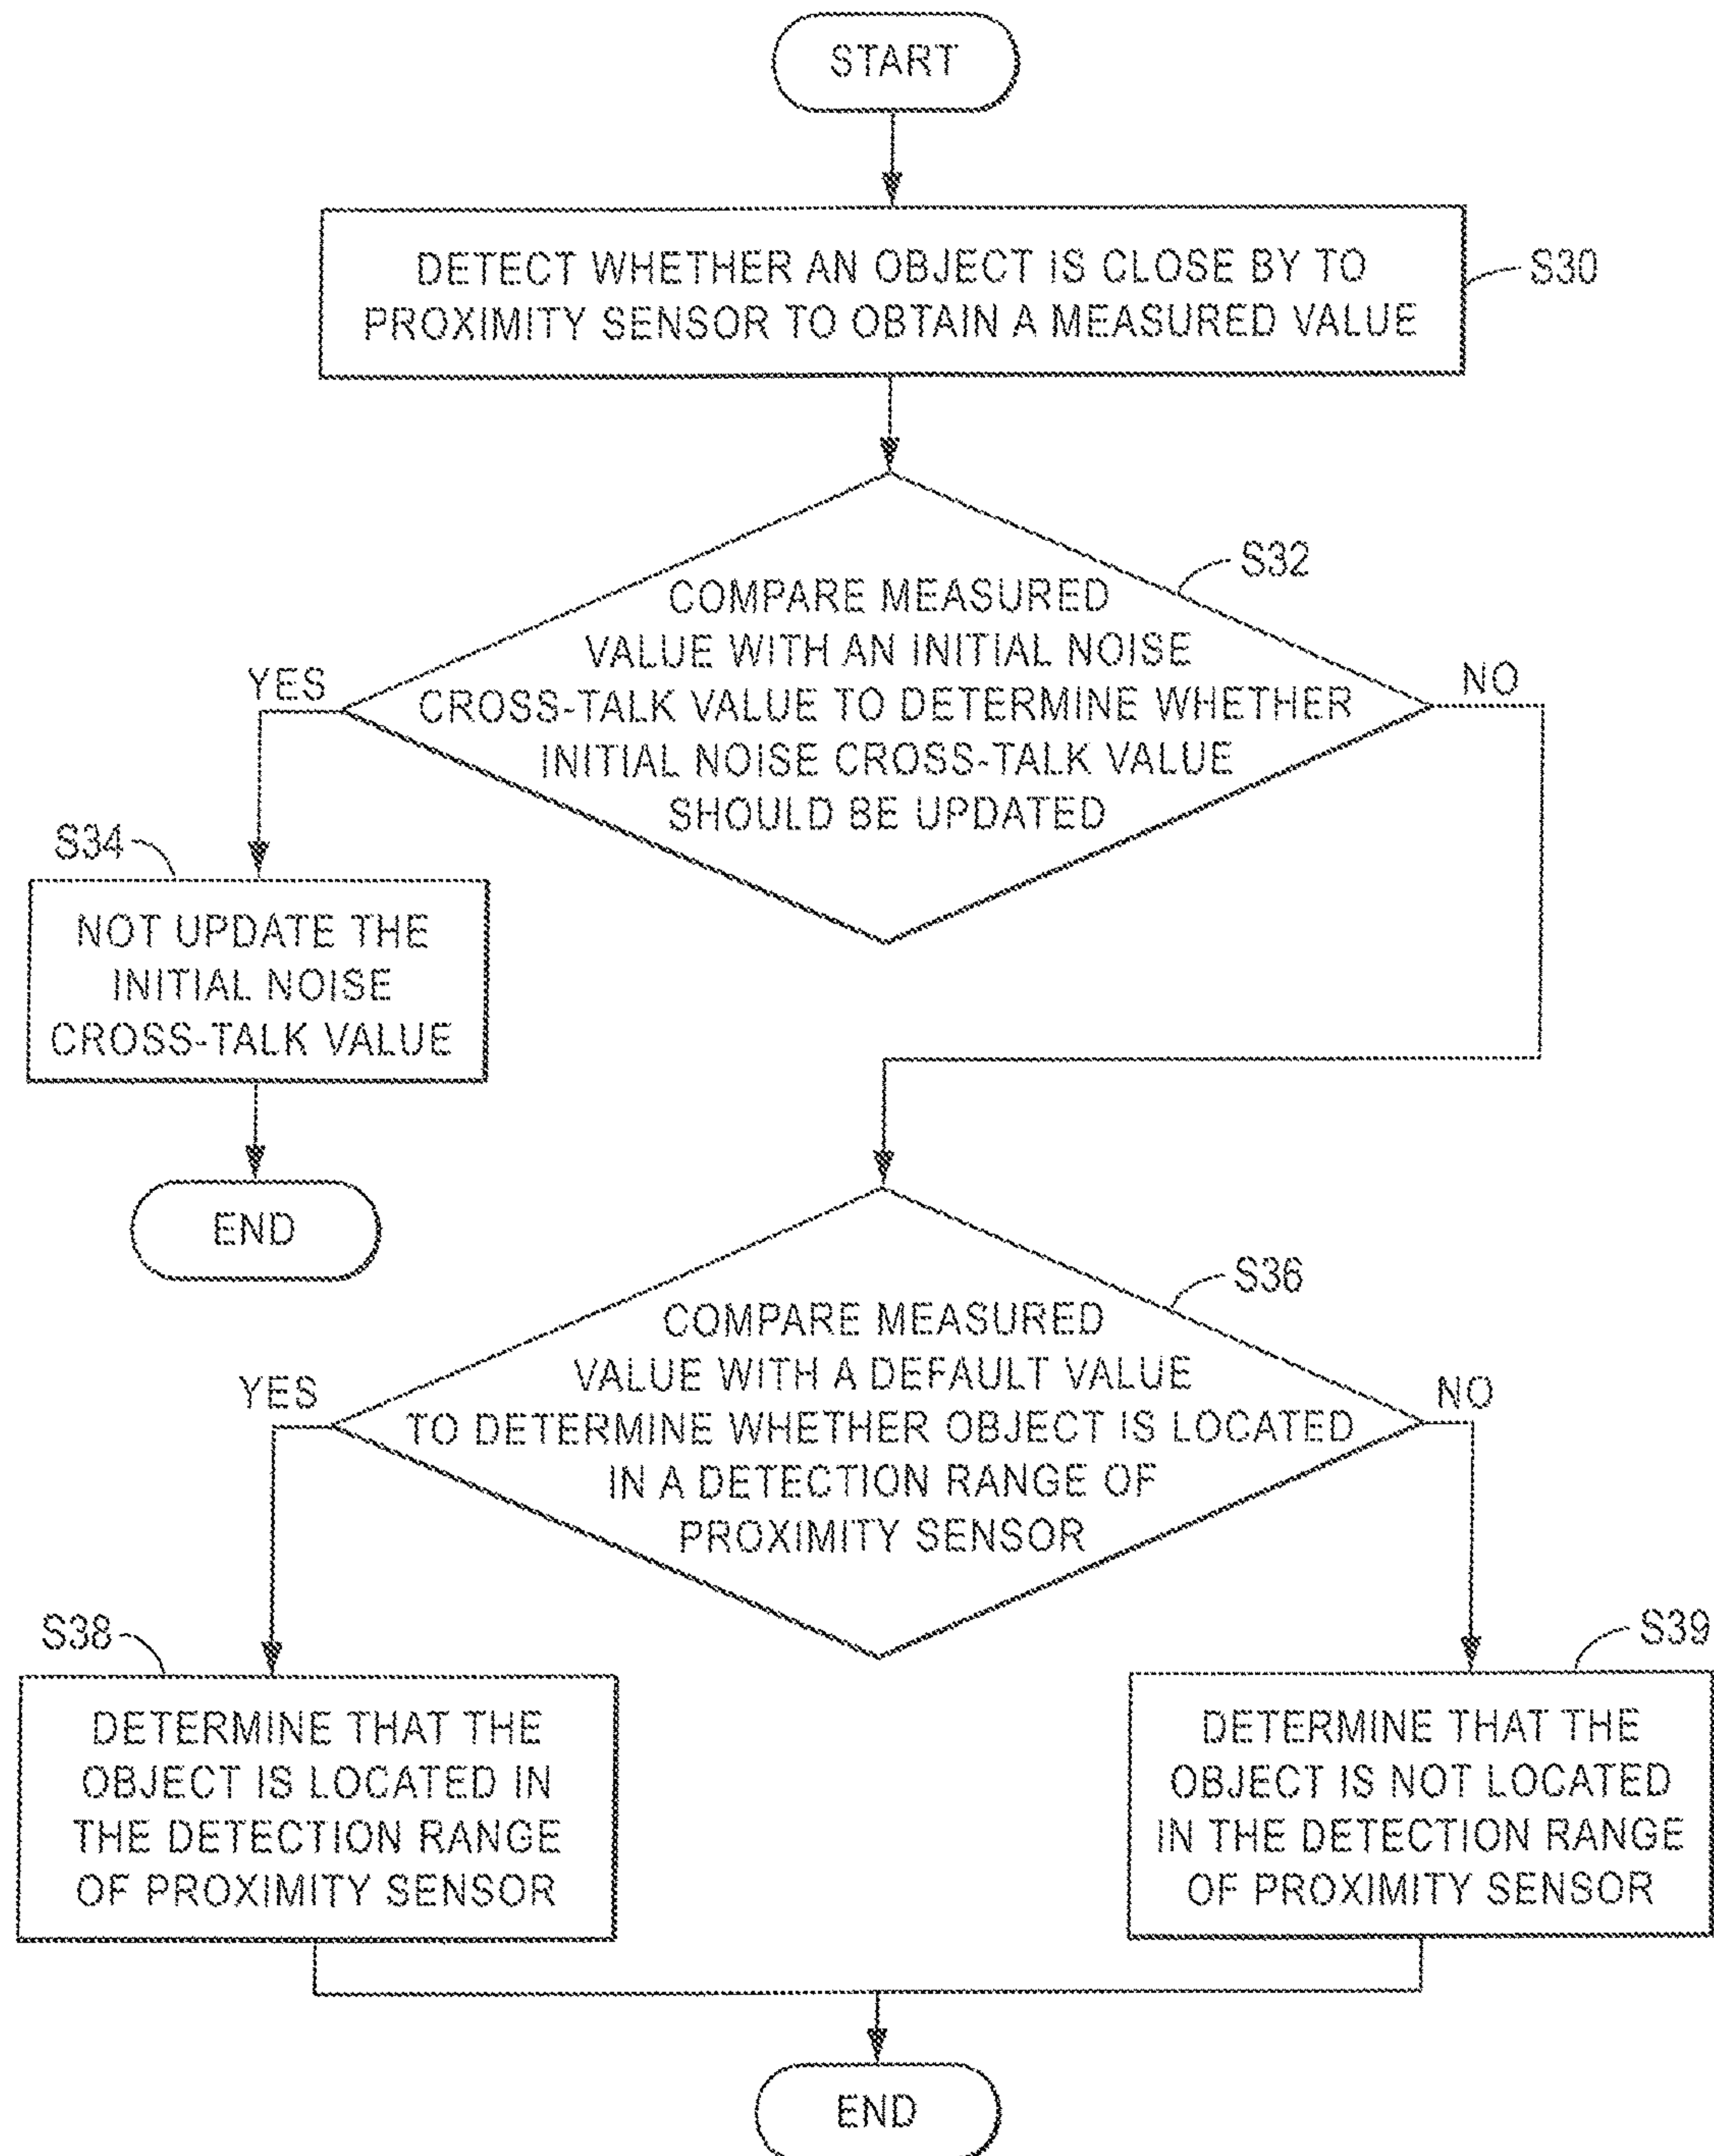 START
DETECT WHETHER AN OBJECT IS CLOSE BY TO
PROXIMITY SENSOR TO OBTAIN A MEASURED VALUE
S30
S32
COMPARE MEASURED
VALUE WITH AN INITIAL NOISE
CROSS-TALK VALUE TO DETERMINE WHETHER
INITIAL NOISE CROSS-TALK VALUE
SHOULD BE UPDATED
YES
NO
S34
NOT UPDATE THE
INITIAL NOISE
CROSS-TALK VALUE
END
S36
COMPARE MEASURED
VALUE WITH A DEFAULT VALUE
TO DETERMINE WHETHER OBJECT IS LOCATED
IN A DETECTION RANGE OF
PROXIMITY SENSOR
YES
NO
S38
DETERMINE THAT THE
OBJECT IS LOCATED IN
THE DETECTION RANGE
OF PROXIMITY SENSOR
S39
DETERMINE THAT THE
OBJECT IS NOT LOCATED
IN THE DETECTION RANGE
OF PROXIMITY SENSOR
END